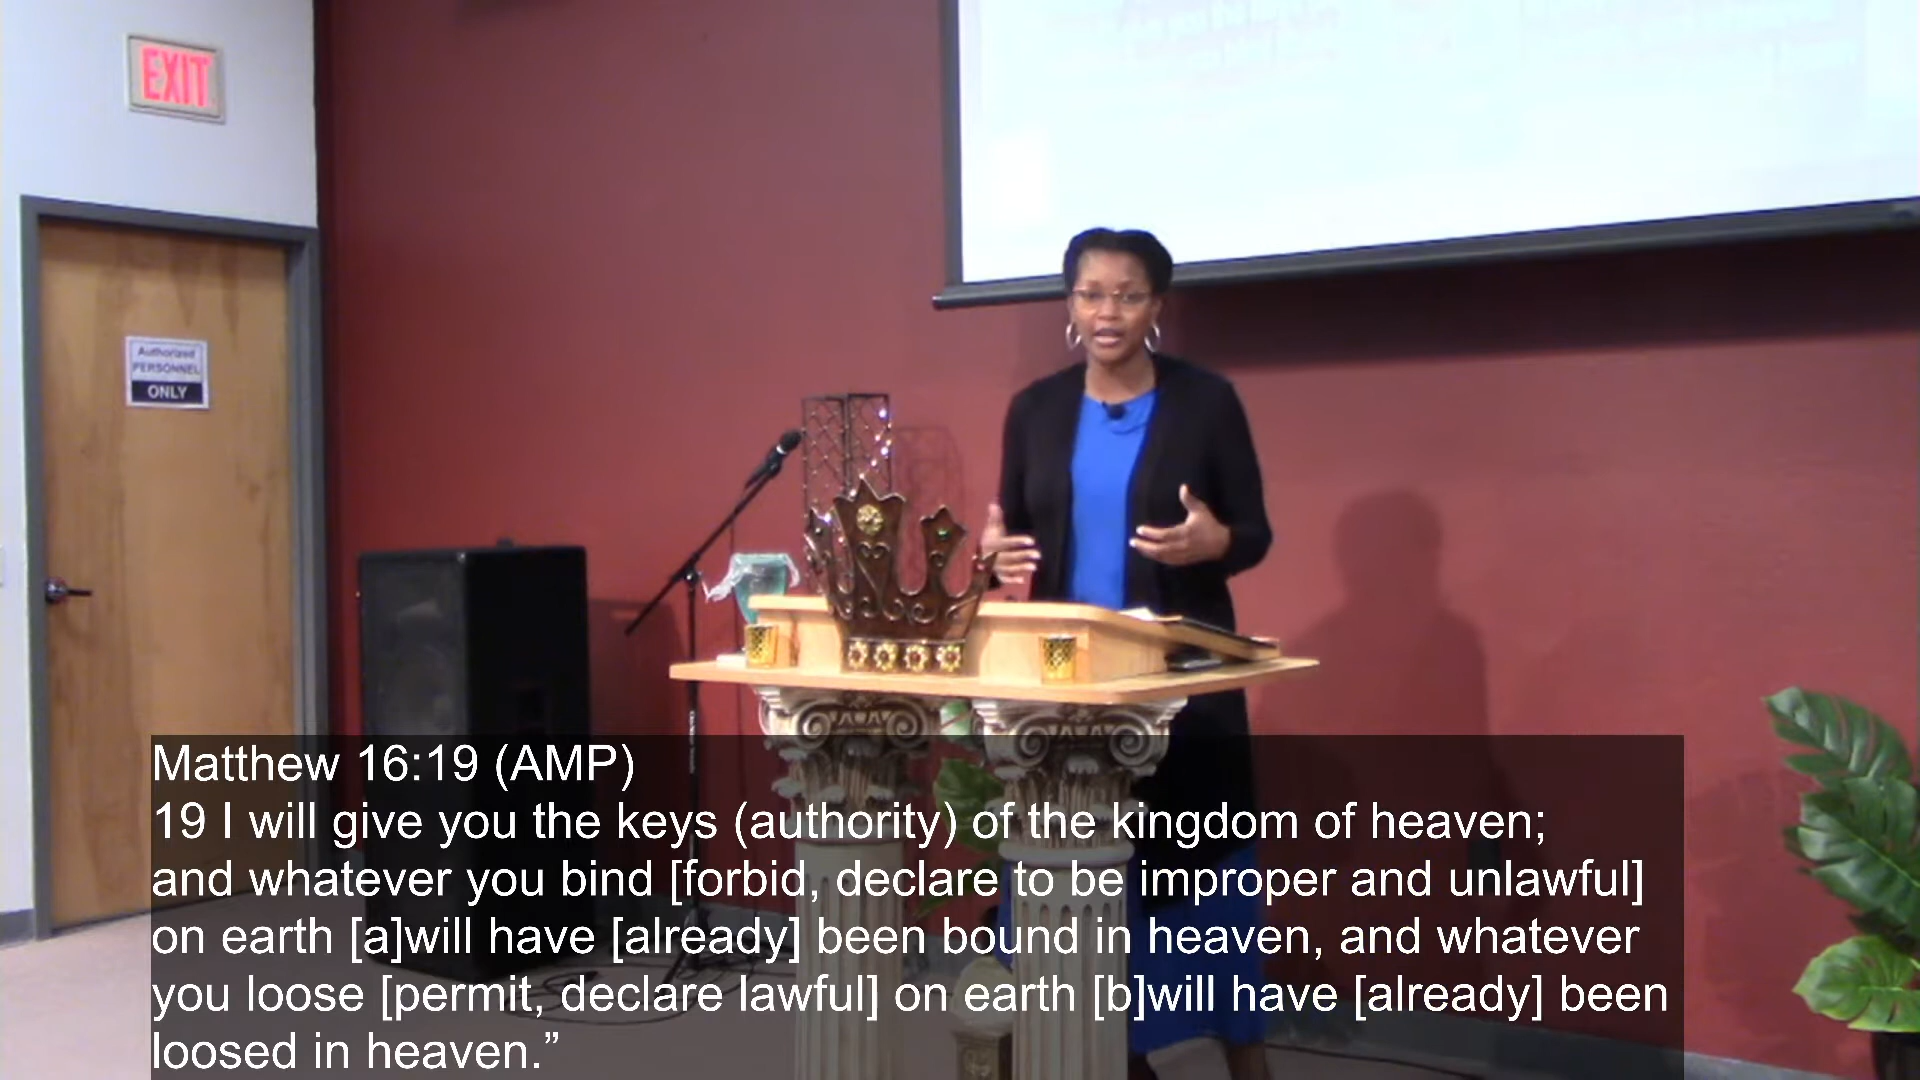 EXIT
Authorized
PERSONNEL
ONLY
Matthew 16:19 (AMP)
19 I will give you the keys (authority) of the kingdom of heaven;
and whatever you bind [forbid, declare to be improper and unlawful]
on earth [a]will have [already] been bound in heaven, and whatever
you loose [permit, declare lawful] on earth [b]will have [already] been
loosed in heaven.”